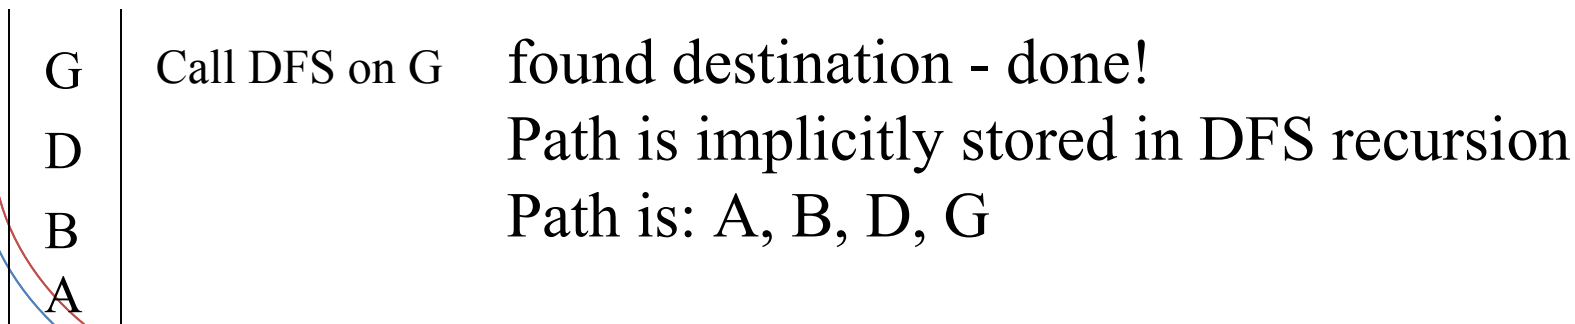 G
D
B
A
Call DFS on G
found destination - done!
Path is implicitly stored in DFS recursion
Path is: A, B, D, G